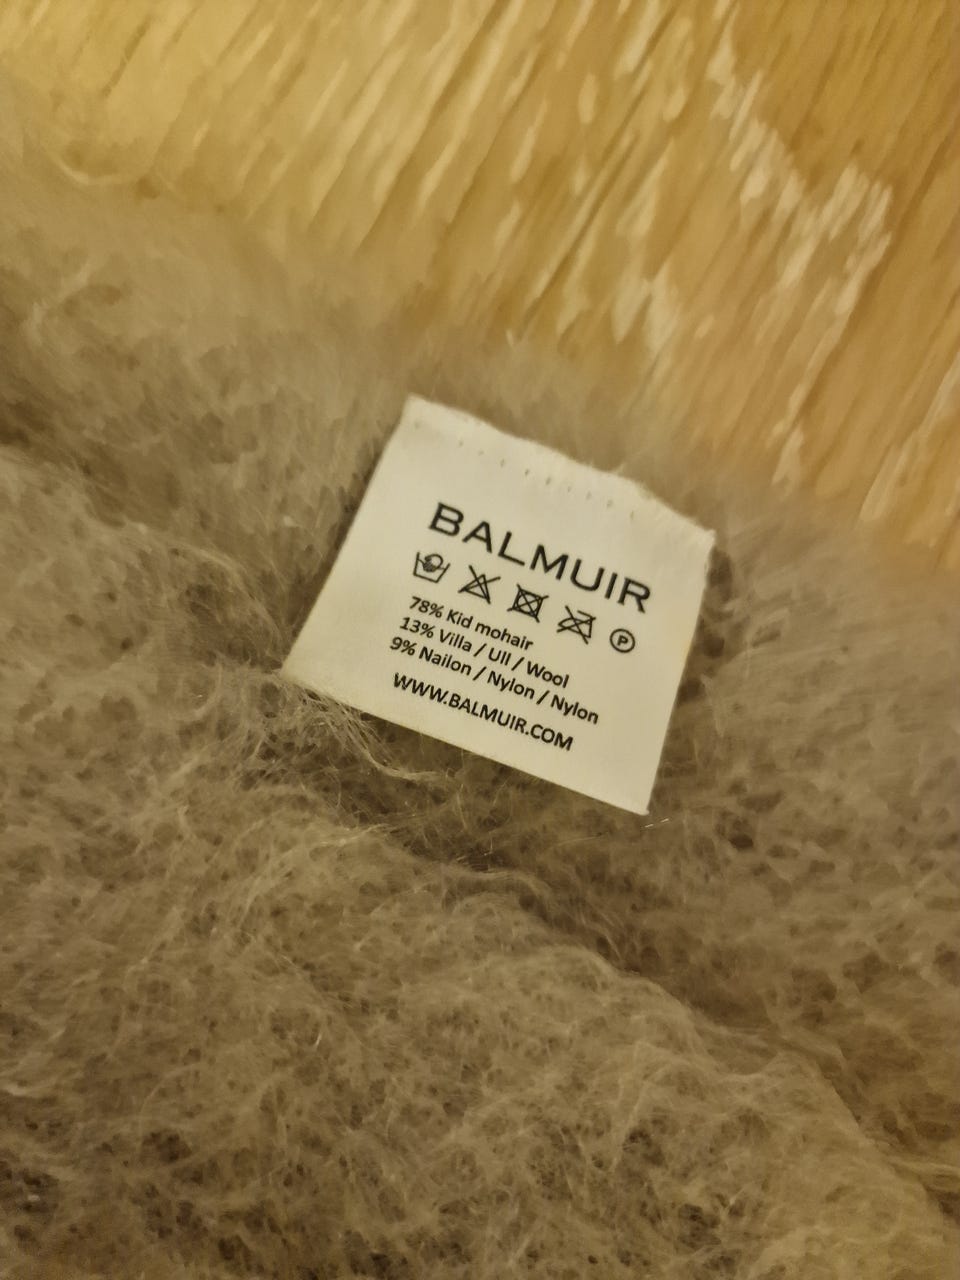 BALMUIR
P
78% Kid mohair
13% Villa / Ull / Wool
9% Nailon / Nylon / Nylon
WWW.BALMUIR.COM